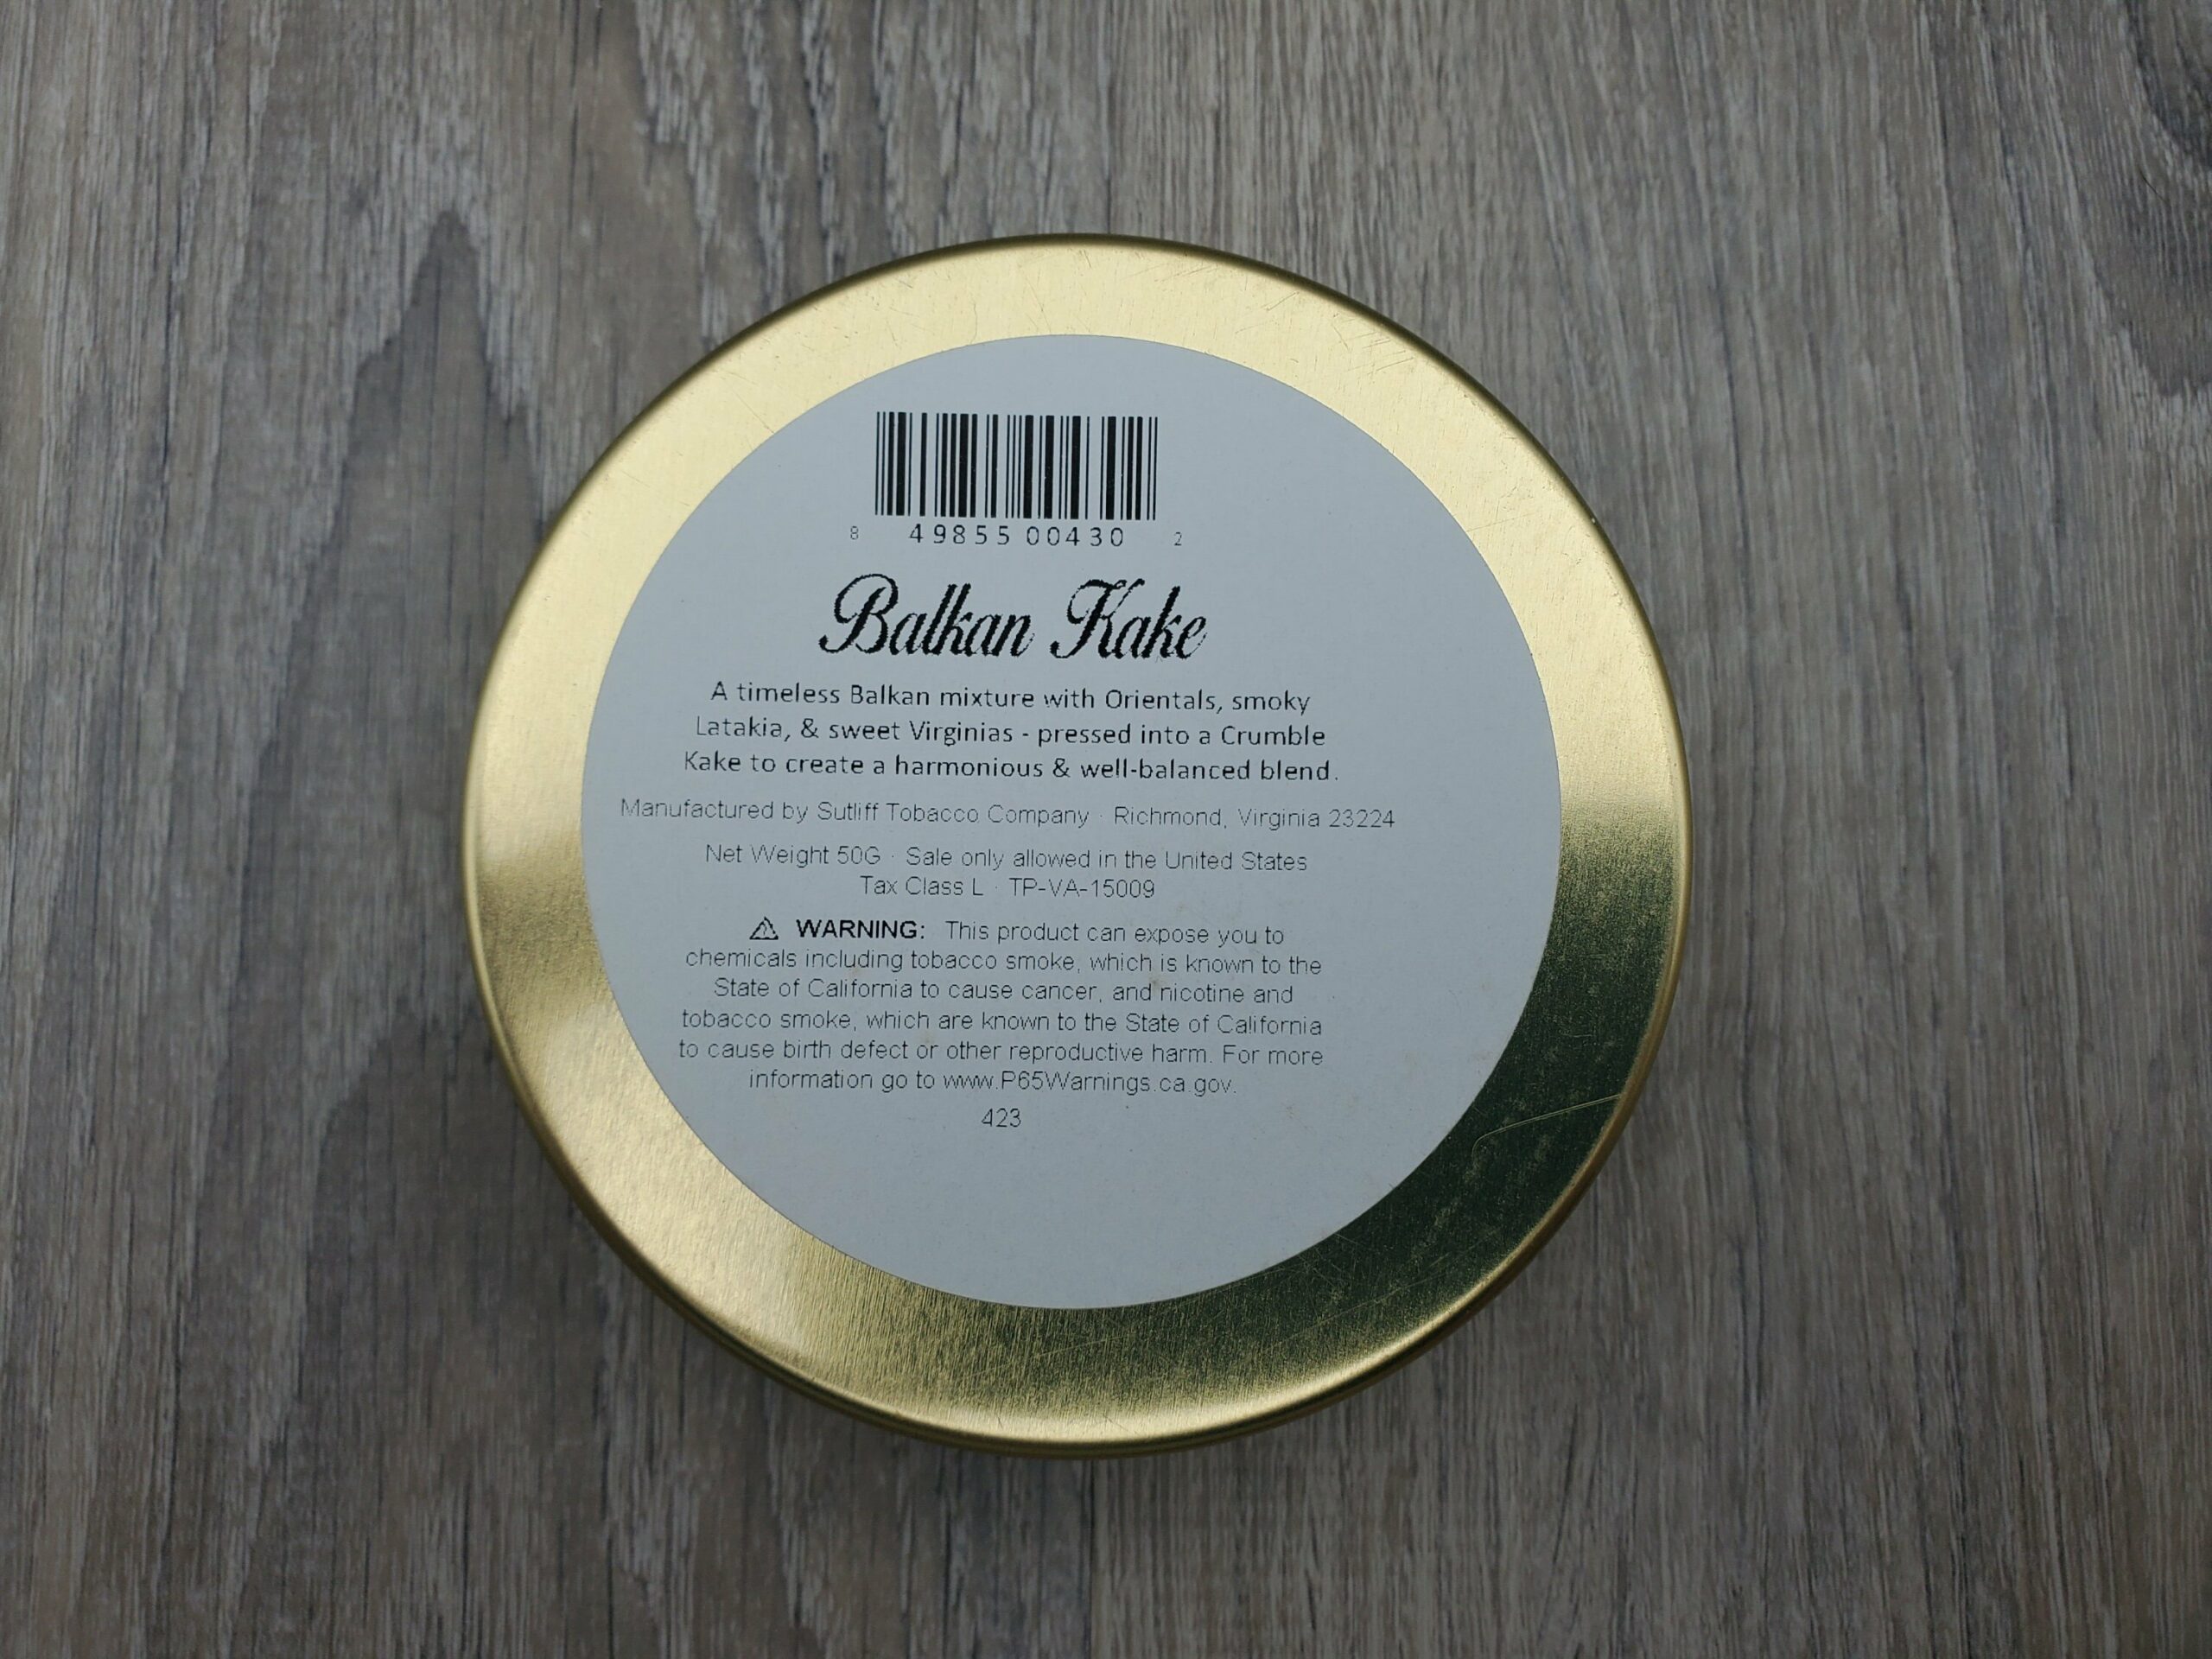 8 49855 00430 2
Balkan Kake
A timeless Balkan mixture with Orientals, smoky
Latakia, & sweet Virginias - pressed into a Crumble
Kake to create a harmonious & well-balanced blend.
Manufactured by Sutliff Tobacco Company · Richmond, Virginia 23224
Net Weight 50G · Sale only allowed in the United States
Tax Class L · TP-VA-15009
⚠ WARNING: This product can expose you to
chemicals including tobacco smoke, which is known to the
State of California to cause cancer, and nicotine and
tobacco smoke, which are known to the State of California
to cause birth defect or other reproductive harm. For more
information go to www.P65Warnings.ca.gov.
423